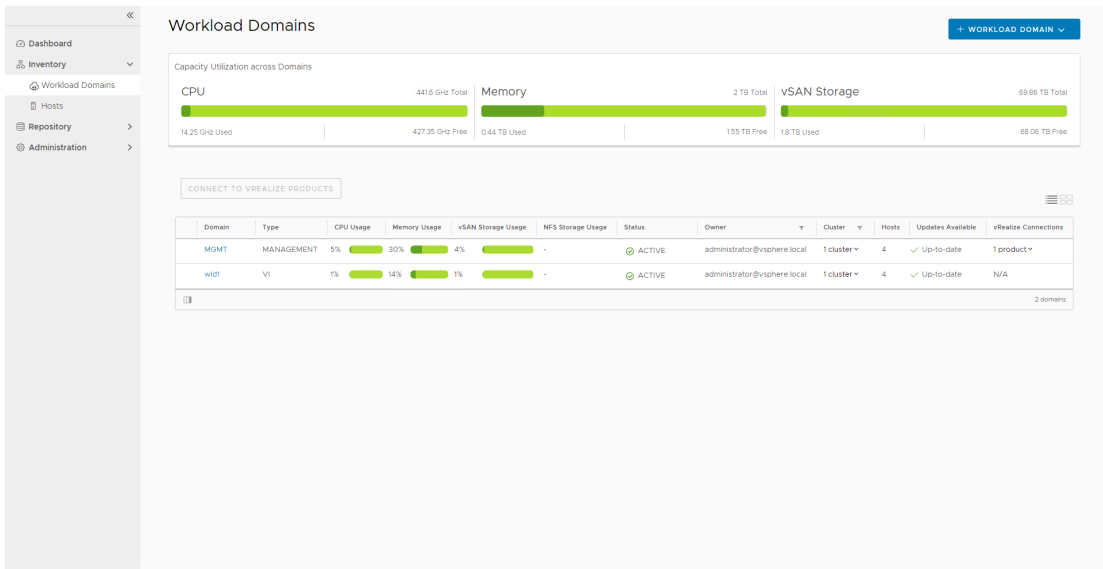 «
Dashboard
Inventory
Workload Domains
Hosts
Repository
Administration
Workload Domains
+ WORKLOAD DOMAIN
Capacity Utilization across Domains
CPU 441.6 GHz Total
14.25 GHz Used 427.35 GHz Free
Memory 2 TB Total
0.44 TB Used 1.55 TB Free
vSAN Storage 69.86 TB Total
1.8 TB Used 68.06 TB Free
CONNECT TO VREALIZE PRODUCTS
Domain Type CPU Usage Memory Usage vSAN Storage Usage NFS Storage Usage Status Owner Cluster Hosts Updates Available vRealize Connections
MGMT MANAGEMENT 5% 30% 4% - ACTIVE administrator@vsphere.local 1 cluster 4 Up-to-date 1 product
wld1 VI 1% 14% 1% - ACTIVE administrator@vsphere.local 1 cluster 4 Up-to-date N/A
2 domains